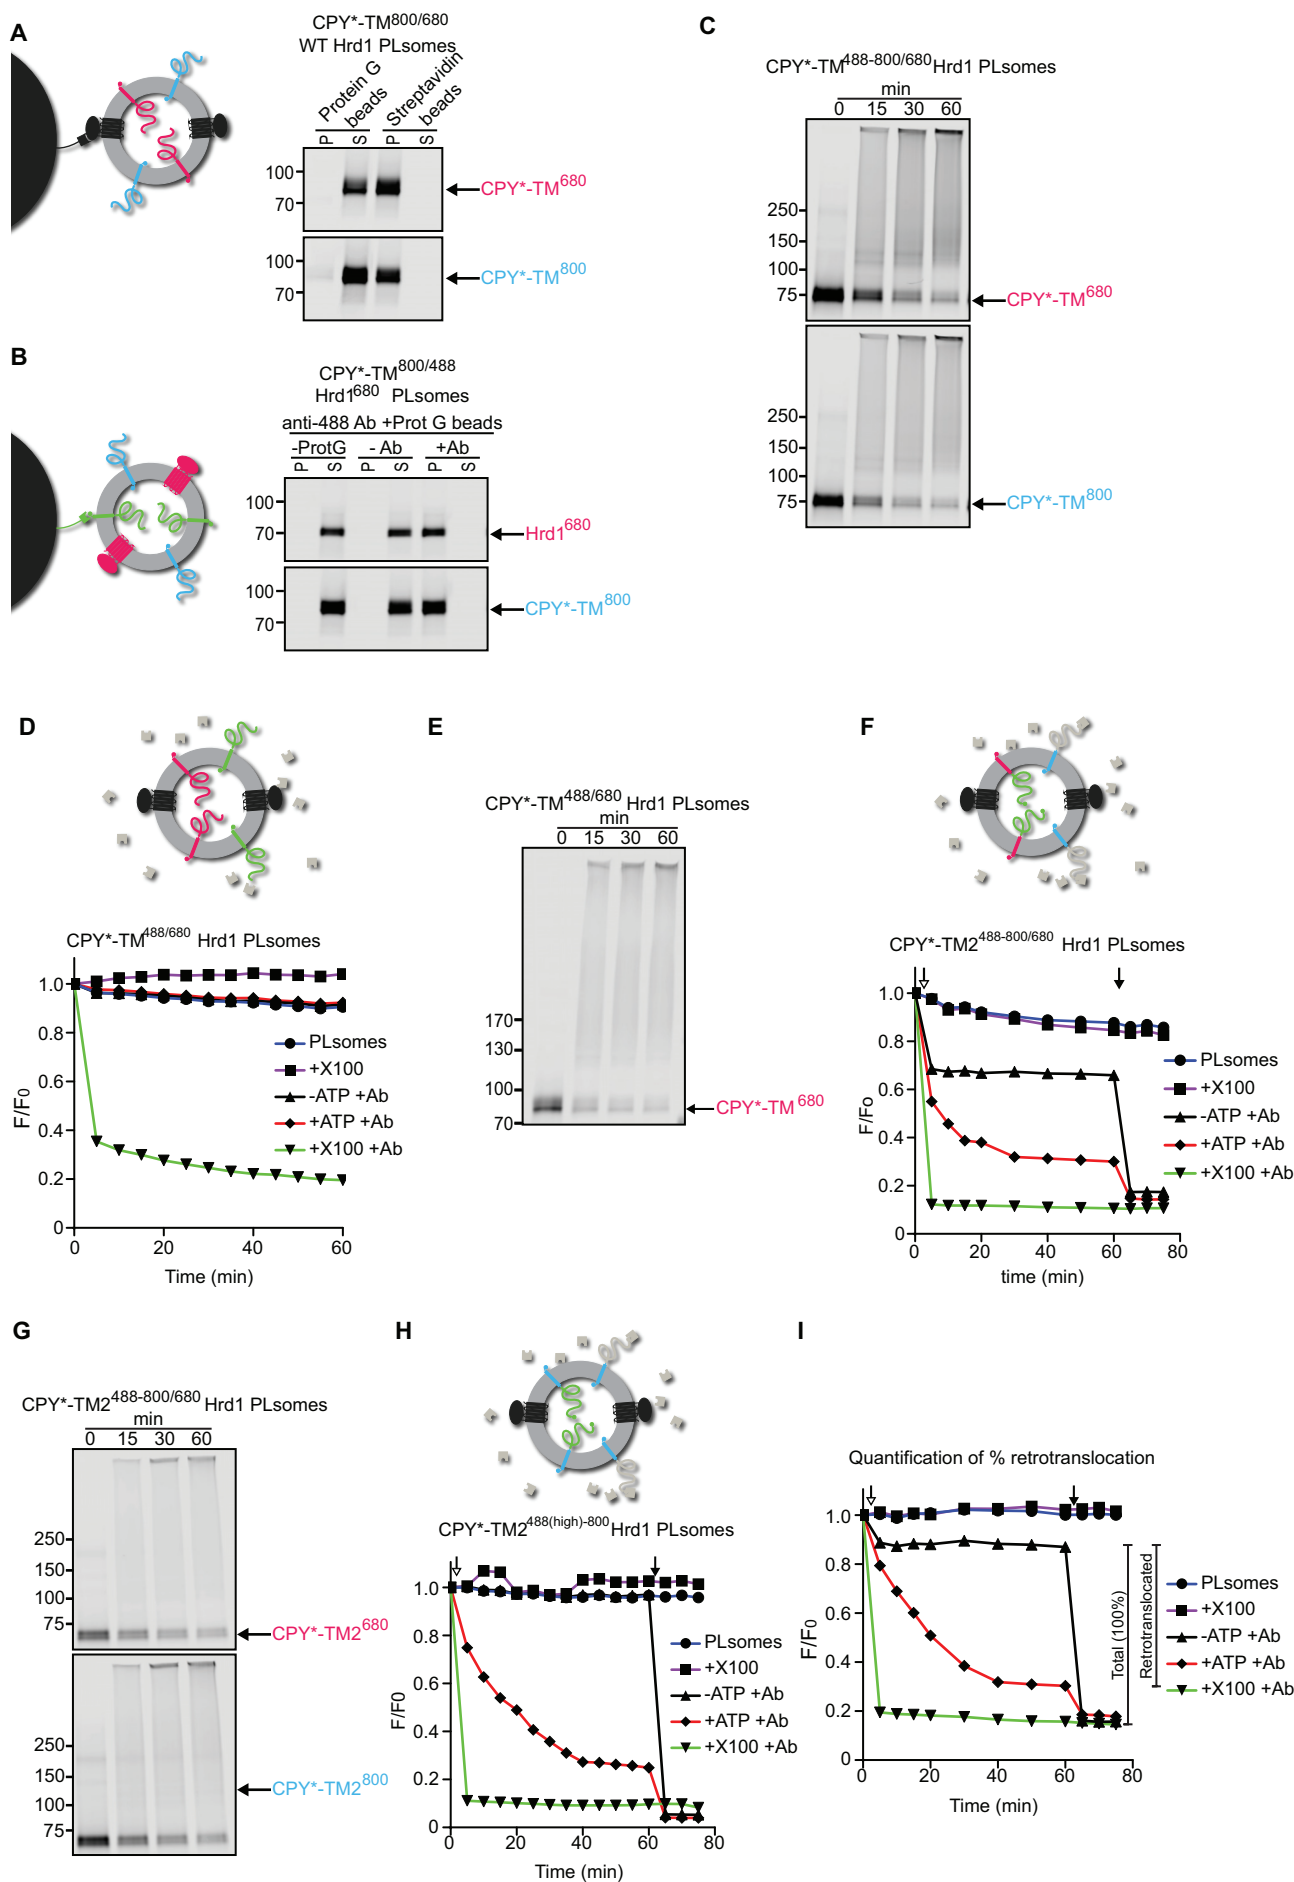 A
CPY*-TM800/680
WT Hrd1 PLsomes
Protein G beads
Streptavidin beads
P S P S
100
70
CPY*-TM680
100
70
CPY*-TM800
B
CPY*-TM800/488
Hrd1680 PLsomes
anti-488 Ab +Prot G beads
-ProtG - Ab +Ab
P S P S P S
100
70
Hrd1680
100
70
CPY*-TM800
C
CPY*-TM488-800/680 Hrd1 PLsomes
min
0 15 30 60
250
150
100
75
CPY*-TM680
250
150
100
75
CPY*-TM800
D
CPY*-TM488/680 Hrd1 PLsomes
1.0
0.8
0.6
0.4
0.2
0
F/F0
PLsomes
+X100
-ATP +Ab
+ATP +Ab
+X100 +Ab
0 20 40 60
Time (min)
E
CPY*-TM488/680 Hrd1 PLsomes
min
0 15 30 60
170
130
100
70
CPY*-TM680
F
CPY*-TM2488-800/680 Hrd1 PLsomes
1.0
0.8
0.6
0.4
0.2
0
F/Fo
PLsomes
+X100
-ATP +Ab
+ATP +Ab
+X100 +Ab
0 20 40 60 80
time (min)
G
CPY*-TM2488-800/680 Hrd1 PLsomes
min
0 15 30 60
250
150
100
75
CPY*-TM2680
250
150
100
75
CPY*-TM2800
H
CPY*-TM2488(high)-800 Hrd1 PLsomes
1.0
0.8
0.6
0.4
0.2
0
F/F0
PLsomes
+X100
-ATP +Ab
+ATP +Ab
+X100 +Ab
0 20 40 60 80
Time (min)
I
Quantification of % retrotranslocation
1.0
0.8
0.6
0.4
0.2
0
F/F0
Total (100%)
Retrotranslocated
PLsomes
+X100
-ATP +Ab
+ATP +Ab
+X100 +Ab
0 20 40 60 80
Time (min)